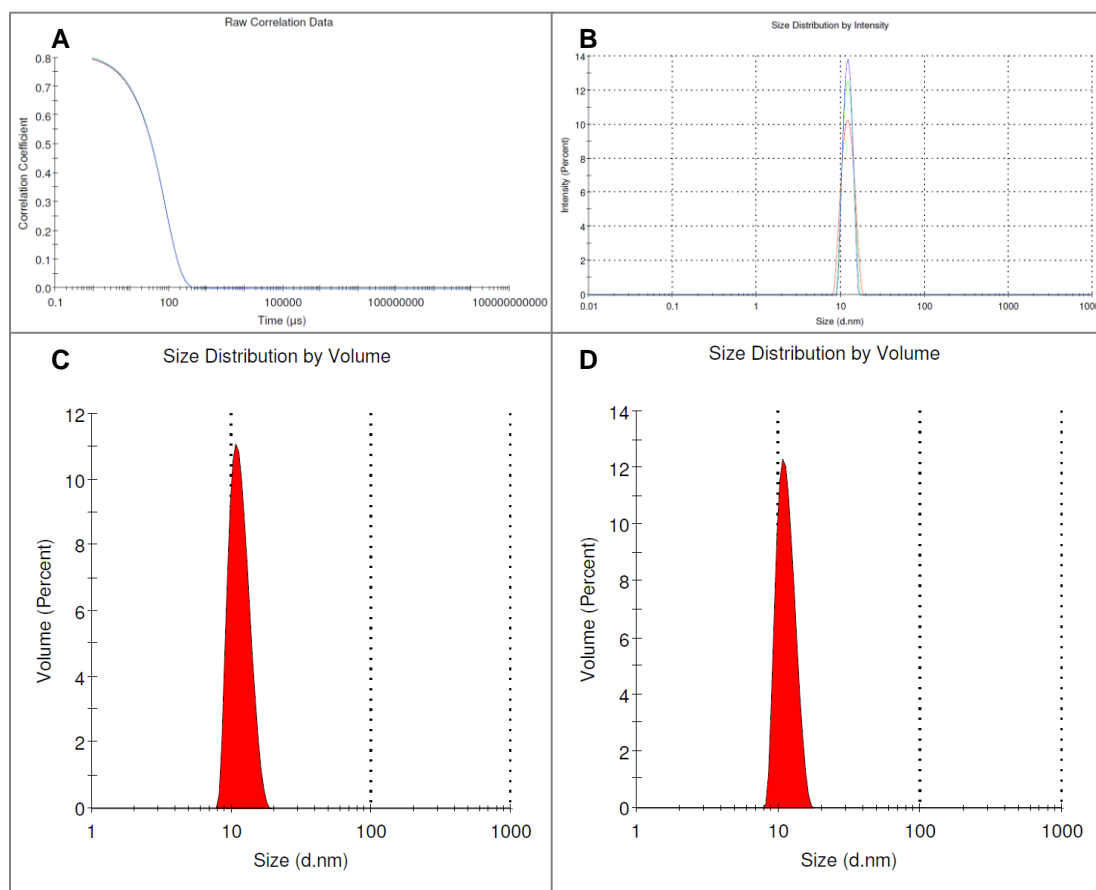 A
Raw Correlation Data
0.8
0.7
0.6
0.5
0.4
0.3
0.2
0.1
0.0
Correlation Coefficient
0.1 100 100000 100000000 100000000000
Time (µs)
B
Size Distribution by Intensity
14
12
10
8
6
4
2
0
Intensity (Percent)
0.01 0.1 1 10 100 1000
Size (d.nm)
C
Size Distribution by Volume
12
10
8
6
4
2
0
Volume (Percent)
1 10 100 1000
Size (d.nm)
D
Size Distribution by Volume
14
12
10
8
6
4
2
0
Volume (Percent)
1 10 100 1000
Size (d.nm)